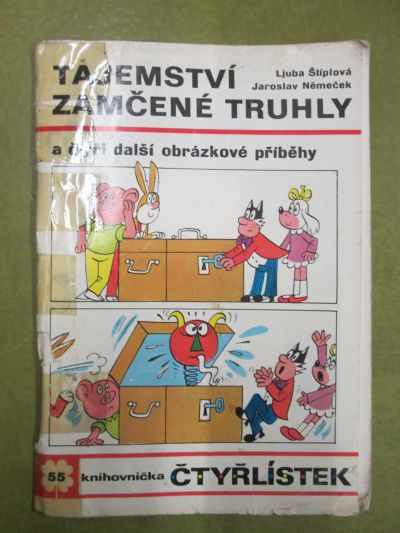 Ljuba Štíplová
Jaroslav Němeček
TAJEMSTVÍ
ZAMČENÉ TRUHLY
a další obrázkové příběhy
55 knihovnička ČTYŘLÍSTEK